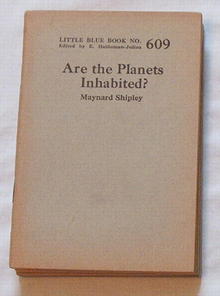 LITTLE BLUE BOOK NO. 609
Edited by E. Haldeman-Julius
Are the Planets
Inhabited?
Maynard Shipley